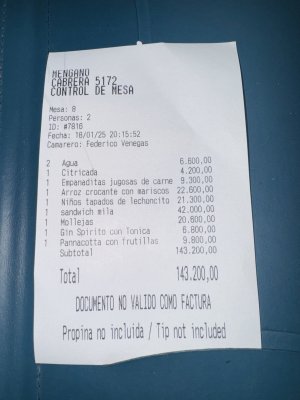 MENGANO
CABRERA 5172
CONTROL DE MESA
Mesa: 8
Personas: 2
ID: #7816
Fecha: 18/01/25 20:15:52
Camarero: Federico Venegas
2 Agua 6.600,00
1 Citricada 4.200,00
1 Empanaditas jugosas de carne 9.300,00
1 Arroz crocante con mariscos 22.600,00
1 Niños tapados de lechoncito 21.300,00
1 sandwich mila 42.000,00
1 Mollejas 20.600,00
1 Gin Spirito con Tonica 6.800,00
1 Pannacotta con frutillas 9.800,00
Subtotal 143.200,00
Total 143.200,00
DOCUMENTO NO VALIDO COMO FACTURA
Propina no incluida / Tip not included